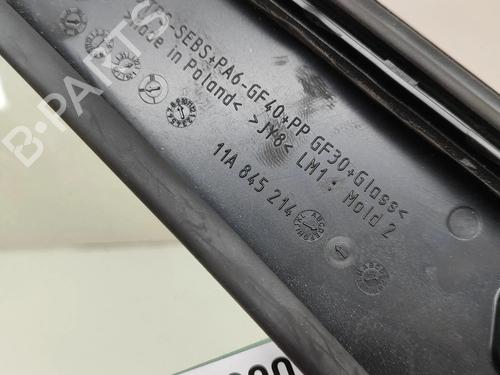 -SEBS+PA6-GF40+PP GF30+Glass<
Made in Poland< >JY8< LM1: Mold 2
11A 845 214
B-PARTS